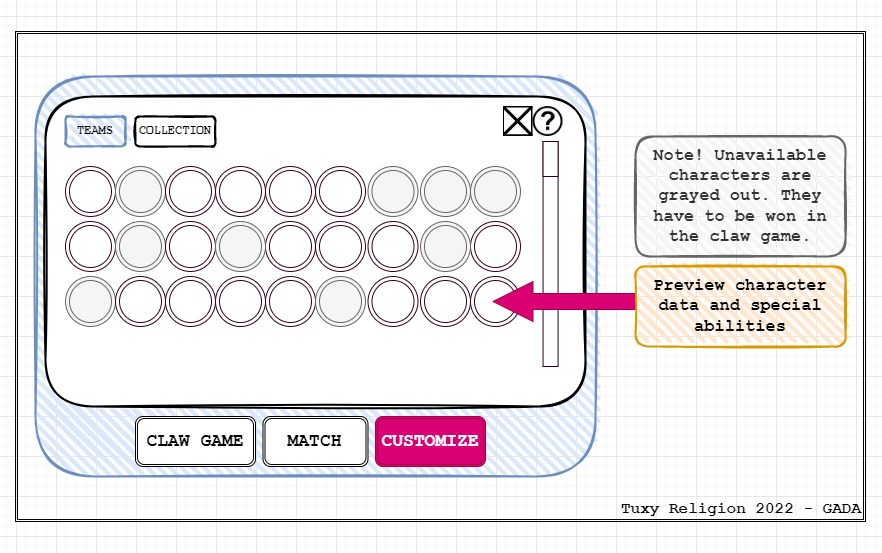 TEAMS
COLLECTION
?
Note! Unavailable
characters are
grayed out. They
have to be won in
the claw game.
Preview character
data and special
abilities
CLAW GAME
MATCH
CUSTOMIZE
Tuxy Religion 2022 - GADA